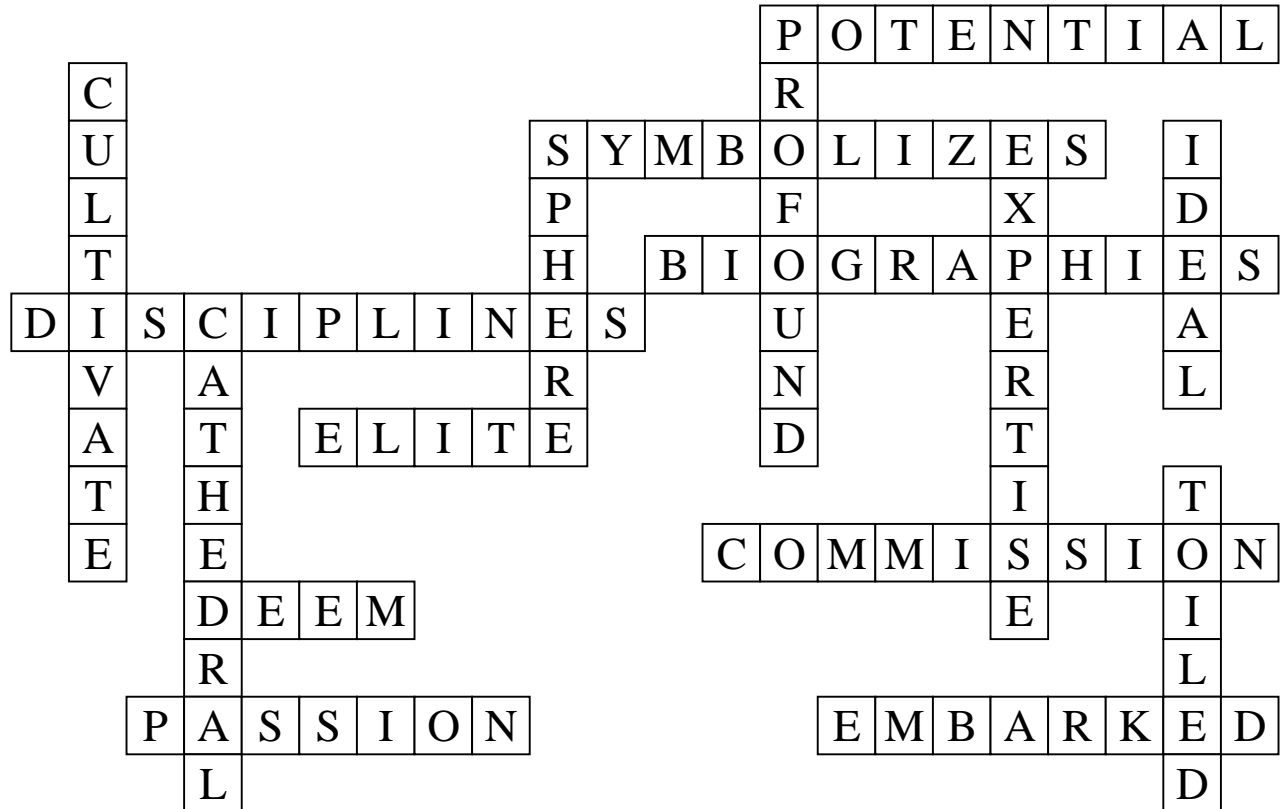 POTENTIAL
PROFOUND
CULTIVATE
SYMBOLIZES
SPHERE
EXPERTISE
IDEAL
BIOGRAPHIES
DISCIPLINES
CATHEDRAL
ELITE
TOILED
COMMISSION
DEEM
PASSION
EMBARKED